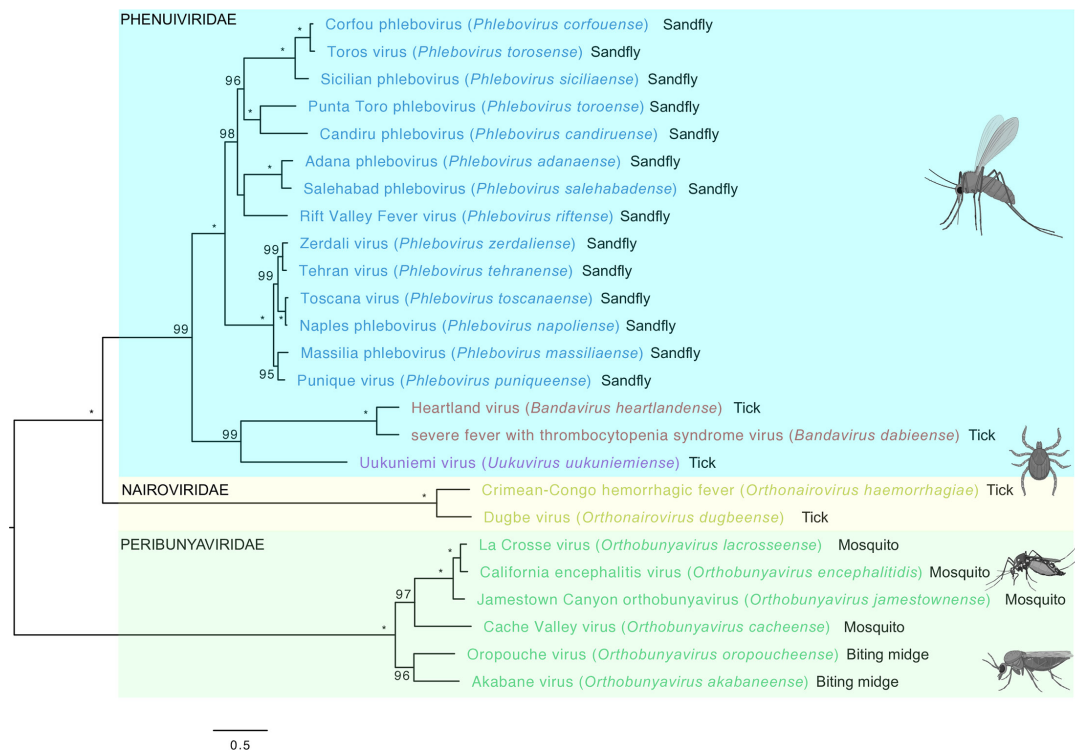 PHENUIVIRIDAE
Corfou phlebovirus (Phlebovirus corfouense) Sandfly
*
Toros virus (Phlebovirus torosense) Sandfly
*
Sicilian phlebovirus (Phlebovirus siciliaense) Sandfly
96
Punta Toro phlebovirus (Phlebovirus toroense) Sandfly
*
Candiru phlebovirus (Phlebovirus candiruense) Sandfly
98
Adana phlebovirus (Phlebovirus adanaense) Sandfly
*
Salehabad phlebovirus (Phlebovirus salehabadense) Sandfly
Rift Valley Fever virus (Phlebovirus riftense) Sandfly
*
Zerdali virus (Phlebovirus zerdaliense) Sandfly
99
Tehran virus (Phlebovirus tehranense) Sandfly
99
Toscana virus (Phlebovirus toscanaense) Sandfly
* *
Naples phlebovirus (Phlebovirus napoliense) Sandfly
99
Massilia phlebovirus (Phlebovirus massiliaense) Sandfly
95
Punique virus (Phlebovirus puniqueense) Sandfly
Heartland virus (Bandavirus heartlandense) Tick
* *
severe fever with thrombocytopenia syndrome virus (Bandavirus dabieense) Tick
99
Uukuniemi virus (Uukuvirus uukuniemiense) Tick
NAIROVIRIDAE
Crimean-Congo hemorrhagic fever (Orthonairovirus haemorrhagiae) Tick
*
Dugbe virus (Orthonairovirus dugbeense) Tick
PERIBUNYAVIRIDAE
La Crosse virus (Orthobunyavirus lacrosseense) Mosquito
*
California encephalitis virus (Orthobunyavirus encephalitidis) Mosquito
*
Jamestown Canyon orthobunyavirus (Orthobunyavirus jamestownense) Mosquito
97
Cache Valley virus (Orthobunyavirus cacheense) Mosquito
*
Oropouche virus (Orthobunyavirus oropoucheense) Biting midge
96
Akabane virus (Orthobunyavirus akabaneense) Biting midge
0.5